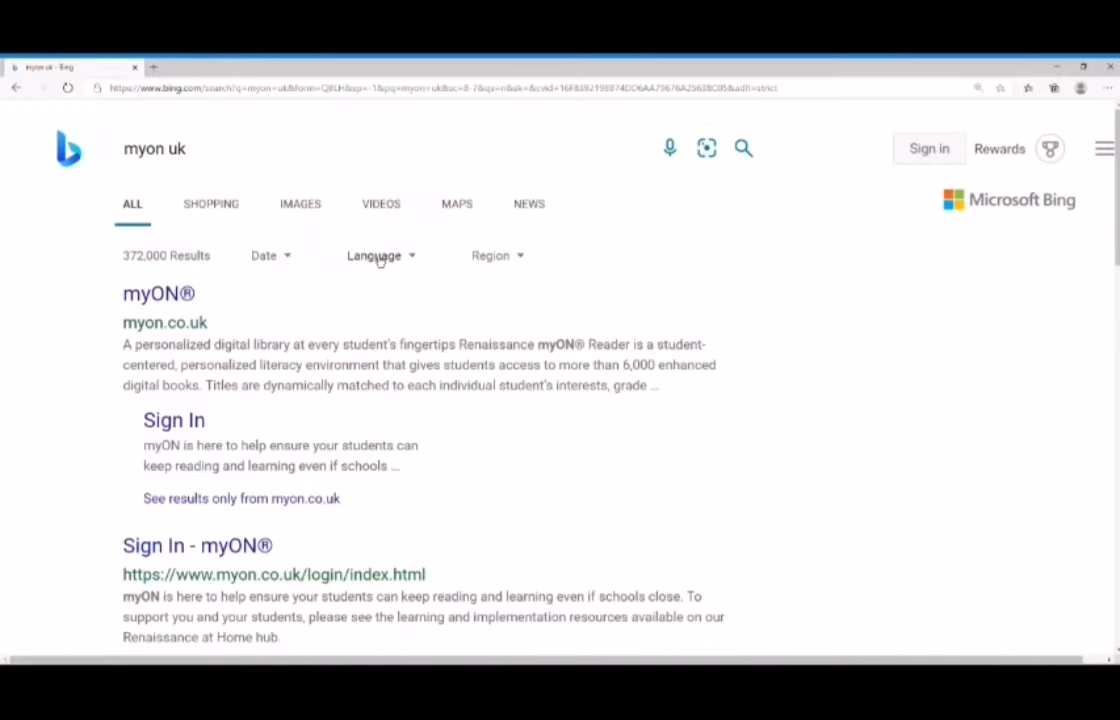 myon uk - Bing
myon uk
Sign in
Rewards
ALL
SHOPPING
IMAGES
VIDEOS
MAPS
NEWS
Microsoft Bing
372,000 Results
Date
Language
Region
myON®
myon.co.uk
A personalized digital library at every student's fingertips Renaissance myON® Reader is a student-
centered, personalized literacy environment that gives students access to more than 6,000 enhanced
digital books. Titles are dynamically matched to each individual student's interests, grade ...
Sign In
myON is here to help ensure your students can
keep reading and learning even if schools ...
See results only from myon.co.uk
Sign In - myON®
https://www.myon.co.uk/login/index.html
myON is here to help ensure your students can keep reading and learning even if schools close. To
support you and your students, please see the learning and implementation resources available on our
Renaissance at Home hub.